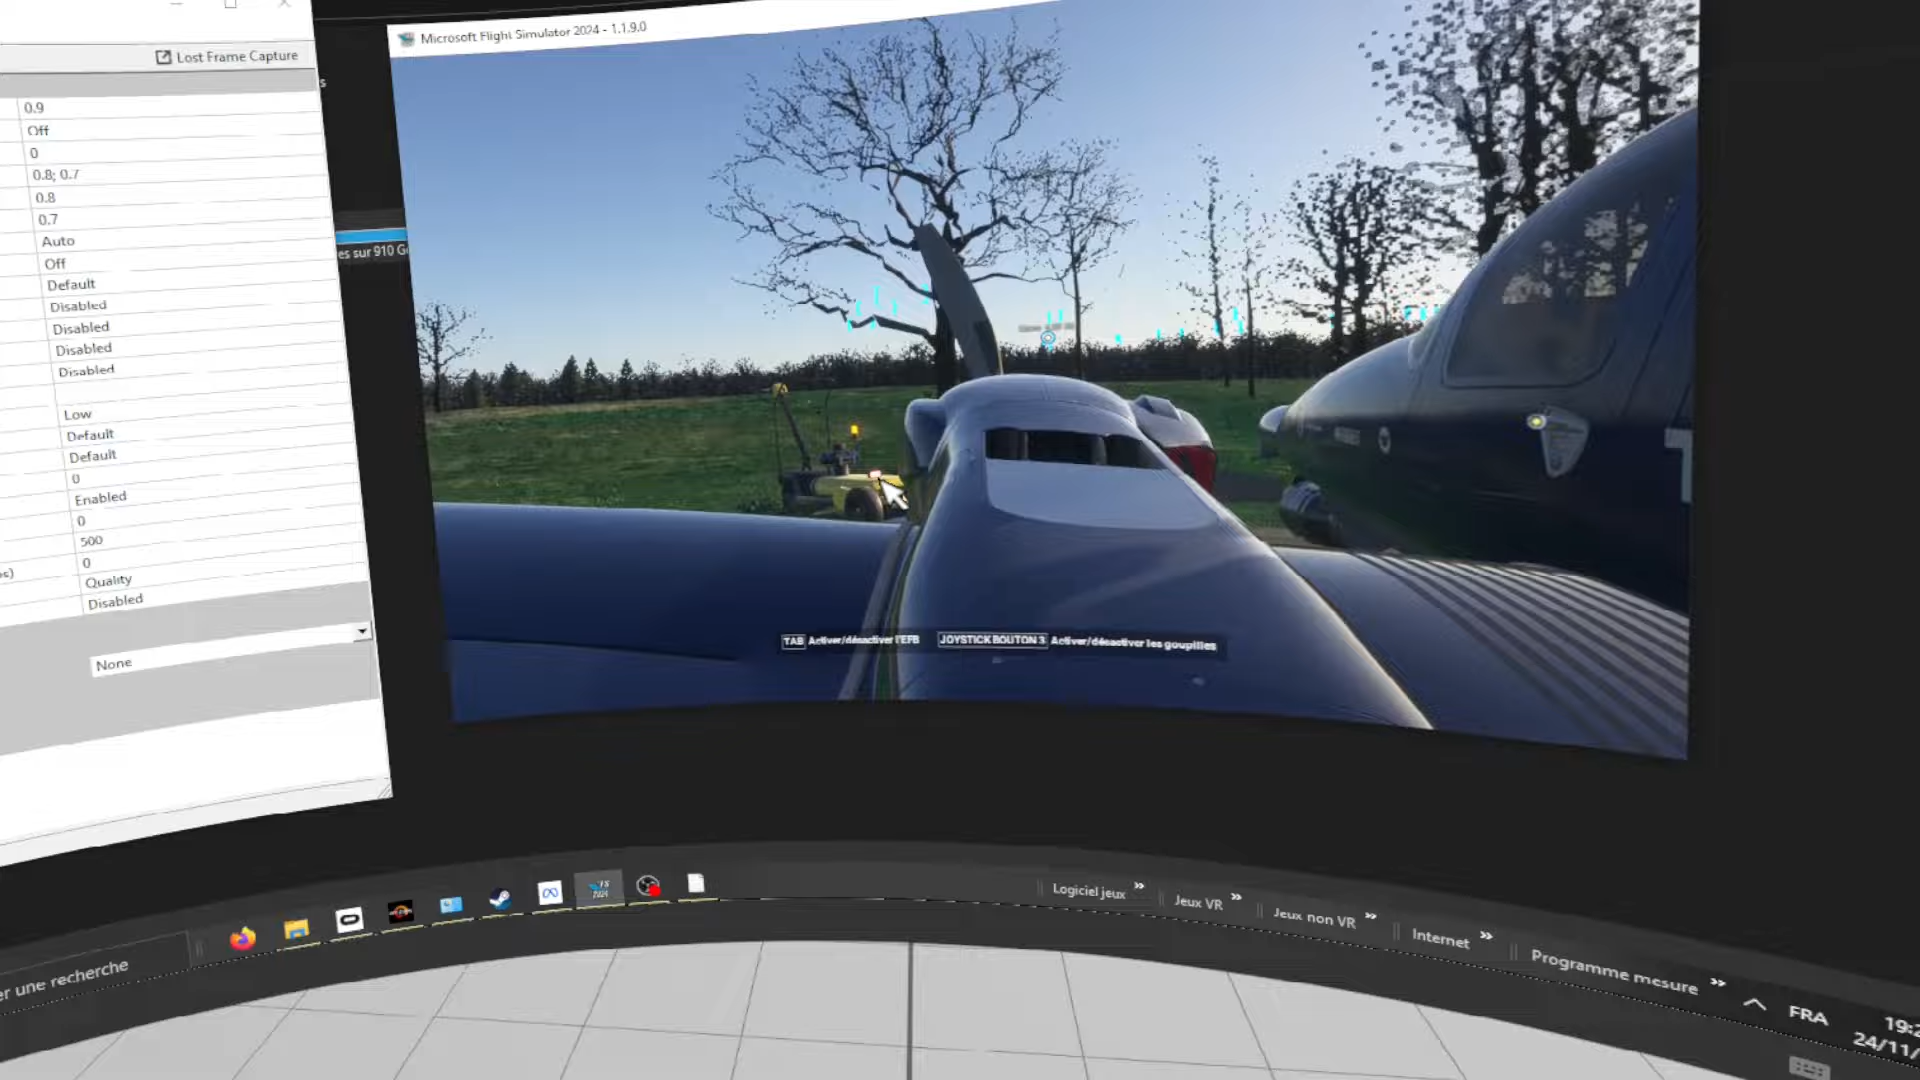 Microsoft Flight Simulator 2024 - 1.1.9.0
Lost Frame Capture
0.9
Off
0
0.8; 0.7
0.8
0.7
Auto
Off
Default
Disabled
Disabled
Disabled
Disabled
Low
Default
Default
0
Enabled
0
500
0
Quality
Disabled
None
es sur 910 G
TAB Activer/désactiver l'EFB JOYSTICK BOUTON 3 Activer/désactiver les goupilles
er une recherche
Logiciel jeux »
Jeux VR »
Jeux non VR »
Internet »
Programme mesure »
FRA
19:2
24/11/